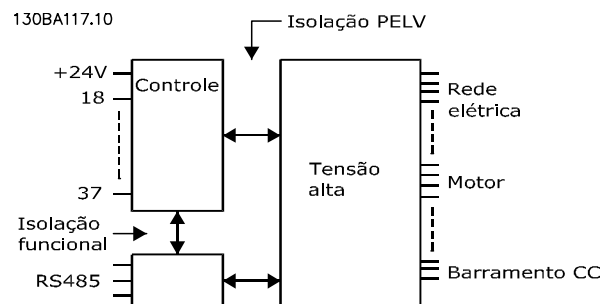 130BA117.10
Isolação PELV
+24V
Controle
18
Rede
elétrica
Tensão
alta
37
Motor
Isolação
funcional
RS485
Barramento CC